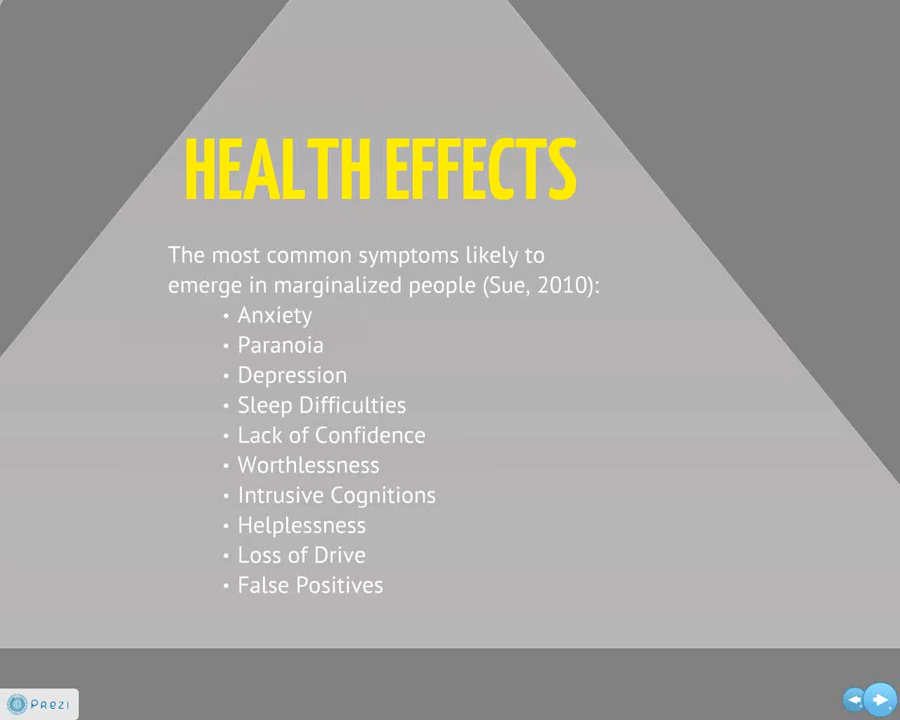 HEALTH EFFECTS
The most common symptoms likely to
emerge in marginalized people (Sue, 2010):
• Anxiety
• Paranoia
• Depression
• Sleep Difficulties
• Lack of Confidence
• Worthlessness
• Intrusive Cognitions
• Helplessness
• Loss of Drive
• False Positives
Prezi